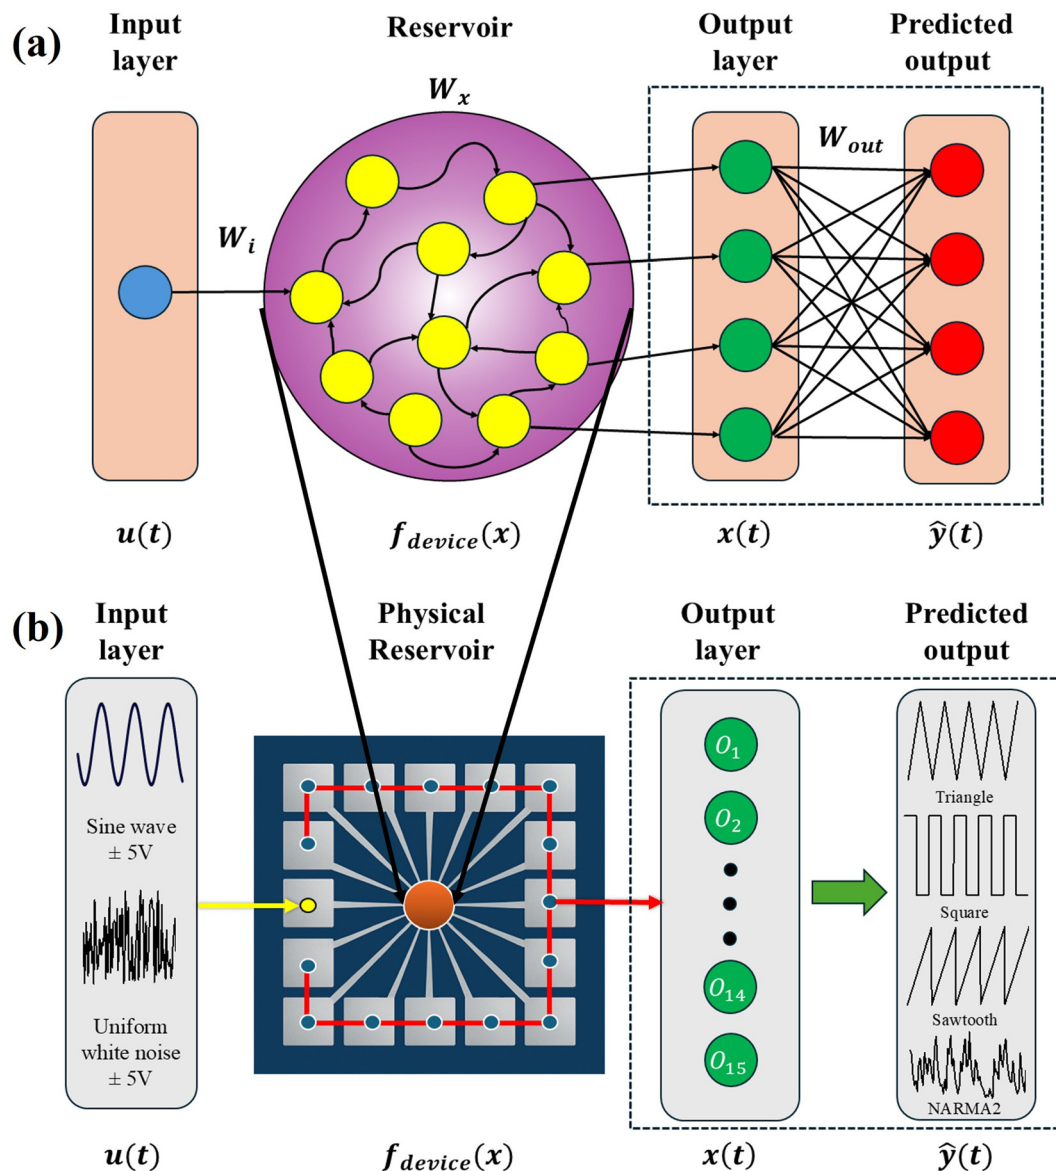 (a)
Input
layer
Reservoir
Output
layer
Predicted
output
W_x
W_out
W_i
u(t)
f_device(x)
x(t)
ŷ(t)
(b)
Input
layer
Physical
Reservoir
Output
layer
Predicted
output
Sine wave
± 5V
Uniform
white noise
± 5V
O_1
O_2
O_14
O_15
Triangle
Square
Sawtooth
NARMA2
u(t)
f_device(x)
x(t)
ŷ(t)